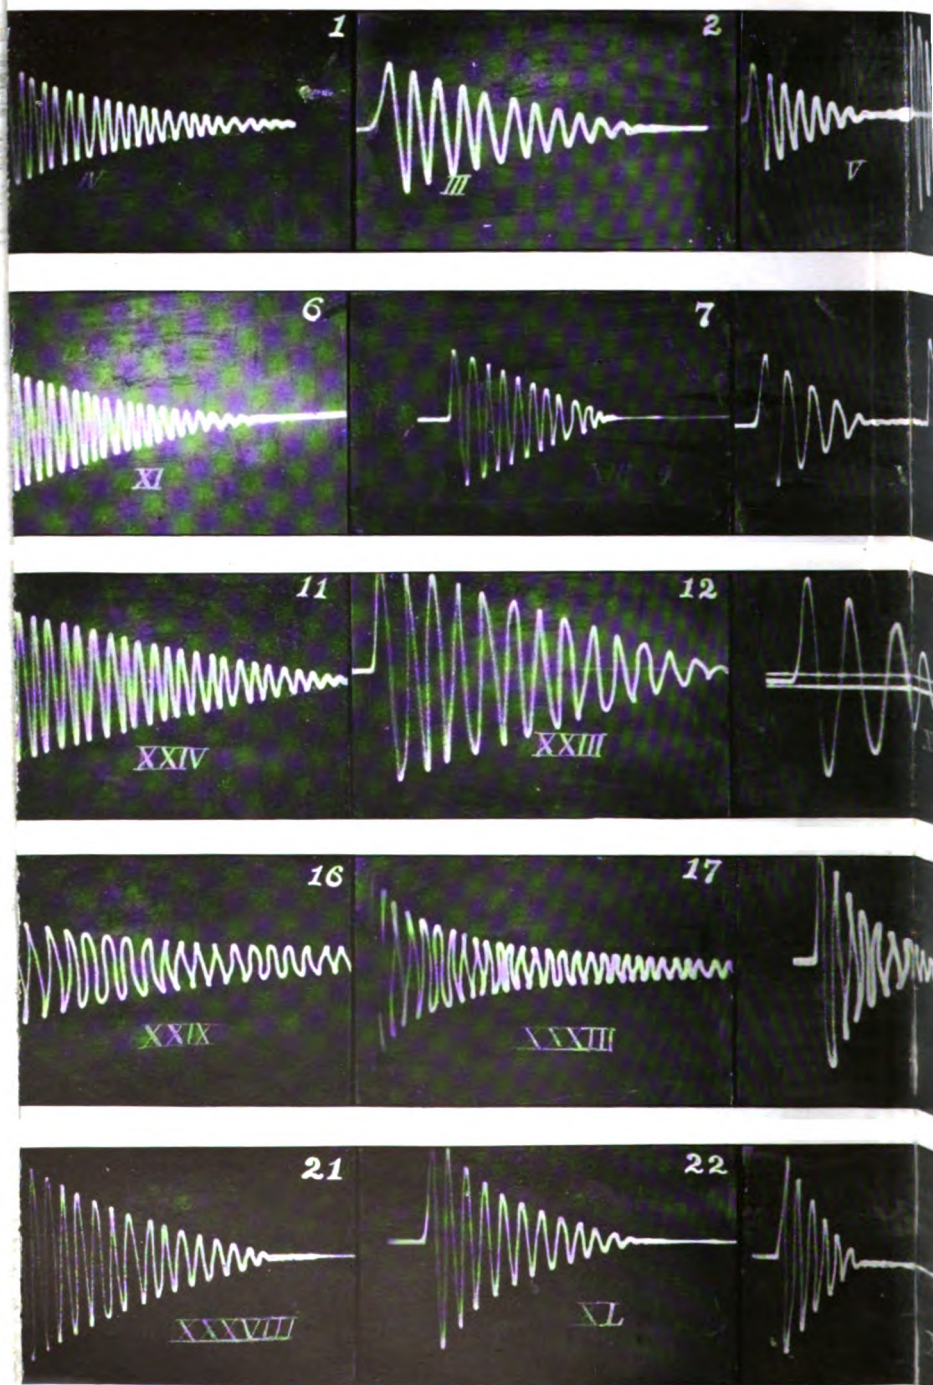 1 2
IV III V
6 7
XI
11 12
XXIV XXIII
16 17
XXIX XXXIII
21 22
XXXVIII XL